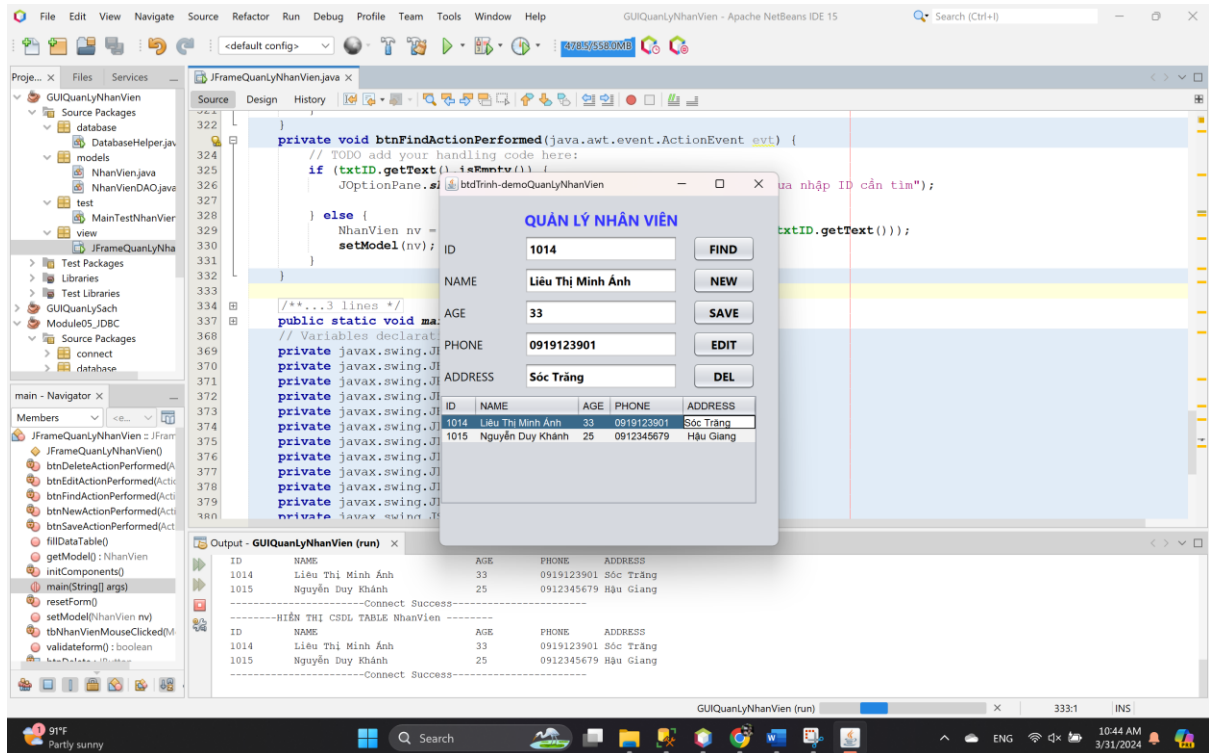 File Edit View Navigate Source Refactor Run Debug Profile Team Tools Window Help GUIQuanLyNhanVien - Apache NetBeans IDE 15 Search (Ctrl+I)
<default config> 478.5/558.0MB
Proje... Files Services
GUIQuanLyNhanVien
Source Packages
database
DatabaseHelper.jav
models
NhanVien.java
NhanVienDAO.java
test
MainTestNhanVier
view
JFrameQuanLyNha
Test Packages
Libraries
Test Libraries
GUIQuanLySach
Module05_JDBC
Source Packages
connect
database
main - Navigator
Members <e...
JFrameQuanLyNhanVien :: JFram
JFrameQuanLyNhanVien()
btnDeleteActionPerformed(A
btnEditActionPerformed(Actic
btnFindActionPerformed(Acti
btnNewActionPerformed(Acti
btnSaveActionPerformed(Act
fillDataTable()
getModel() : NhanVien
initComponents()
main(String[] args)
resetForm()
setModel(NhanVien nv)
tbNhanVienMouseClicked(M
validateform() : boolean
JFrameQuanLyNhanVien.java
Source Design History
322 }
private void btnFindActionPerformed(java.awt.event.ActionEvent evt) {
324 // TODO add your handling code here:
325 if (txtID.getText().isEmpty()) {
326 JOptionPane.s ua nhập ID cần tìm");
327
328 } else {
329 NhanVien nv = txtID.getText()));
330 setModel(nv);
331 }
332 }
333
334 /**...3 lines */
337 public static void ma
368 // Variables declarat
369 private javax.swing.J
370 private javax.swing.J
371 private javax.swing.J
372 private javax.swing.J
373 private javax.swing.J
374 private javax.swing.J
375 private javax.swing.J
376 private javax.swing.J
377 private javax.swing.J
378 private javax.swing.J
379 private javax.swing.J
380 private javax.swing.J
btdTrinh-demoQuanLyNhanVien
QUẢN LÝ NHÂN VIÊN
ID 1014 FIND
NAME Liêu Thị Minh Ánh NEW
AGE 33 SAVE
PHONE 0919123901 EDIT
ADDRESS Sóc Trăng DEL
ID NAME AGE PHONE ADDRESS
1014 Liêu Thị Minh Ánh 33 0919123901 Sóc Trăng
1015 Nguyễn Duy Khánh 25 0912345679 Hậu Giang
Output - GUIQuanLyNhanVien (run)
ID NAME AGE PHONE ADDRESS
1014 Liêu Thị Minh Ánh 33 0919123901 Sóc Trăng
1015 Nguyễn Duy Khánh 25 0912345679 Hậu Giang
-----------------------Connect Success-----------------------
--------HIỂN THỊ CSDL TABLE NhanVien --------
ID NAME AGE PHONE ADDRESS
1014 Liêu Thị Minh Ánh 33 0919123901 Sóc Trăng
1015 Nguyễn Duy Khánh 25 0912345679 Hậu Giang
-----------------------Connect Success-----------------------
GUIQuanLyNhanVien (run) 333:1 INS
1 91°F
Partly sunny
Search
ENG
10:44 AM
3/31/2024